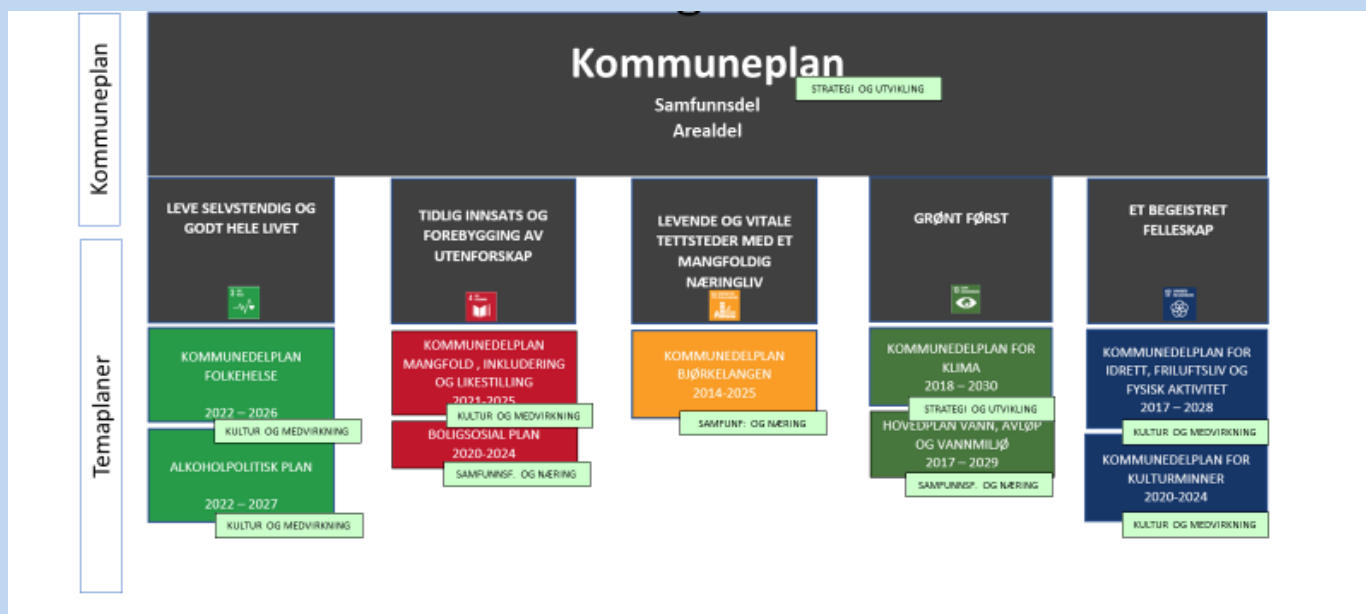 Kommuneplan
Kommuneplan
STRATEGI OG UTVIKLING
Samfunnsdel
Arealdel
LEVE SELVSTENDIG OG
GODT HELE LIVET
TIDLIG INNSATS OG
FOREBYGGING AV
UTENFORSKAP
LEVENDE OG VITALE
TETTSTEDER MED ET
MANGFOLDIG
NÆRINGLIV
GRØNT FØRST
ET BEGEISTRET
FELLESKAP
Temaplaner
KOMMUNEDELPLAN
FOLKEHELSE
2022 – 2026
KULTUR OG MEDVIRKNING
ALKOHOLPOLITISK PLAN
2022 – 2027
KULTUR OG MEDVIRKNING
KOMMUNEDELPLAN
MANGFOLD , INKLUDERING
OG LIKESTILLING
2021-2025
KULTUR OG MEDVIRKNING
BOLIGSOSIAL PLAN
2020-2024
SAMFUNNSF. OG NÆRING
KOMMUNEDELPLAN
BJØRKELANGEN
2014-2025
SAMFUNF: OG NÆRING
KOMMUNEDELPLAN FOR
KLIMA
2018 – 2030
STRATEGI OG UTVIKLING
HOVEDPLAN VANN, AVLØP
OG VANNMILJØ
2017 – 2029
SAMFUNNSF. OG NÆRING
KOMMUNEDELPLAN FOR
IDRETT, FRILUFTSLIV OG
FYSISK AKTIVITET
2017 – 2028
KULTUR OG MEDVIRKNING
KOMMUNEDELPLAN FOR
KULTURMINNER
2020-2024
KULTUR OG MEDVIRKNING